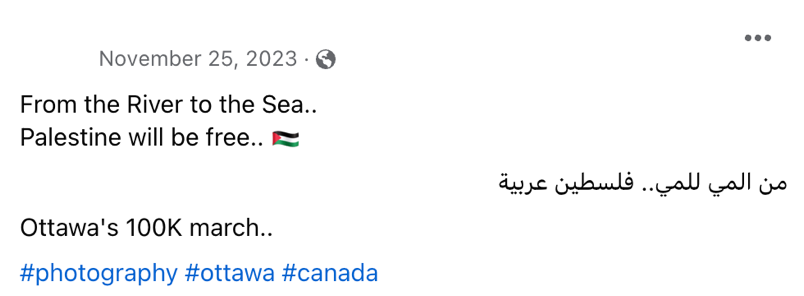 November 25, 2023 ·
From the River to the Sea..
Palestine will be free.. 🇵🇸
من المي للمي.. فلسطين عربية
Ottawa's 100K march..
#photography #ottawa #canada